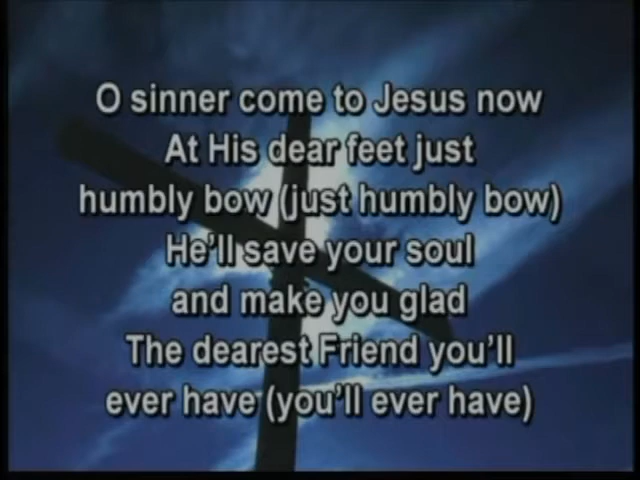 O sinner come to Jesus now
At His dear feet just
humbly bow (just humbly bow)
He'll save your soul
and make you glad
The dearest Friend you'll
ever have (you'll ever have)